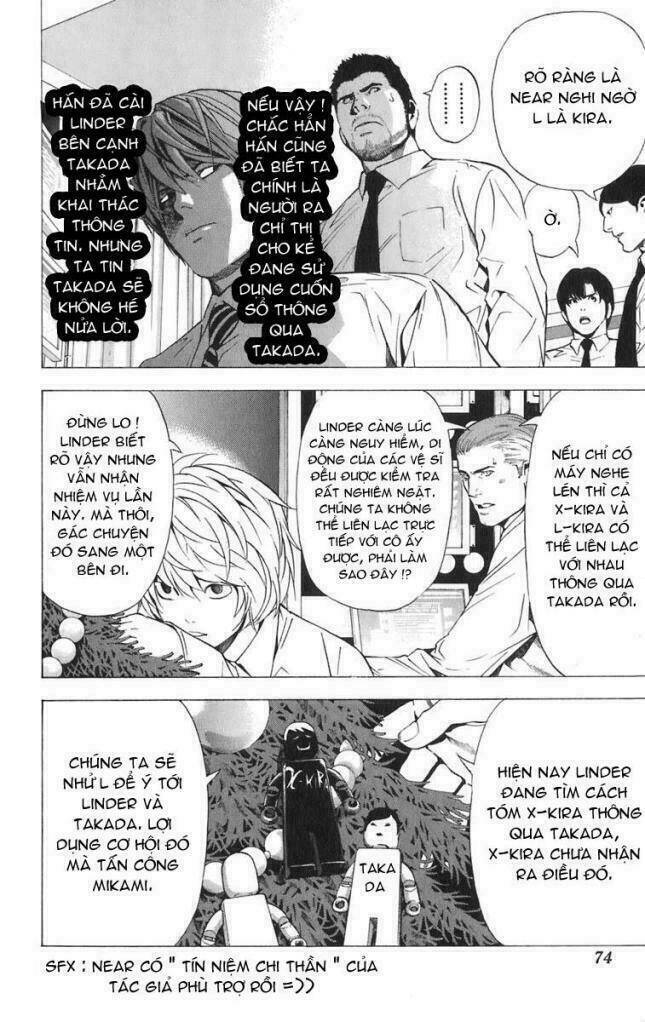 RÕ RÀNG LÀ
NEAR NGHI NGỜ
L LÀ KIRA.
Ờ.
NẾU VẬY !
CHẮC HẲN
HẮN CŨNG
ĐÃ BIẾT TA
CHÍNH LÀ
NGƯỜI RA
CHỈ THỊ
CHO KẺ
ĐANG SỬ
DỤNG CUỐN
SỔ THÔNG
QUA
TAKADA.
HẮN ĐÃ CÀI
LINDER
BÊN CẠNH
TAKADA
NHẰM
KHAI THÁC
THÔNG
TIN. NHƯNG
TA TIN
TAKADA SẼ
KHÔNG HÉ
NỬA LỜI.
NẾU CHỈ CÓ
MÁY NGHE
LÉN THÌ CẢ
X-KIRA VÀ
L-KIRA CÓ
THỂ LIÊN LẠC
VỚI NHAU
THÔNG QUA
TAKADA RỒI.
LINDER CÀNG LÚC
CÀNG NGUY HIỂM, DI
ĐỘNG CỦA CÁC VỆ SĨ
ĐỀU ĐƯỢC KIỂM TRA
RẤT NGHIÊM NGẶT.
CHÚNG TA KHÔNG
THỂ LIÊN LẠC TRỰC
TIẾP VỚI CÔ ẤY
ĐƯỢC, PHẢI LÀM
SAO ĐÂY !?
ĐỪNG LO !
LINDER BIẾT
RÕ VẬY NHƯNG
VẪN NHẬN
NHIỆM VỤ LẦN
NÀY. MÀ THÔI,
GÁC CHUYỆN
ĐÓ SANG MỘT
BÊN ĐI.
HIỆN NAY LINDER
ĐANG TÌM CÁCH
TÓM X-KIRA THÔNG
QUA TAKADA,
X-KIRA CHƯA NHẬN
RA ĐIỀU ĐÓ.
X-KIRA
TAKA
DA
CHÚNG TA SẼ
NHỬ L ĐỂ Ý TỚI
LINDER VÀ
TAKADA. LỢI
DỤNG CƠ HỘI ĐÓ
MÀ TẤN CÔNG
MIKAMI.
74
SFX : NEAR CÓ " TÍN NIỆM CHI THẦN " CỦA
TÁC GIẢ PHÙ TRỢ RỒI =))